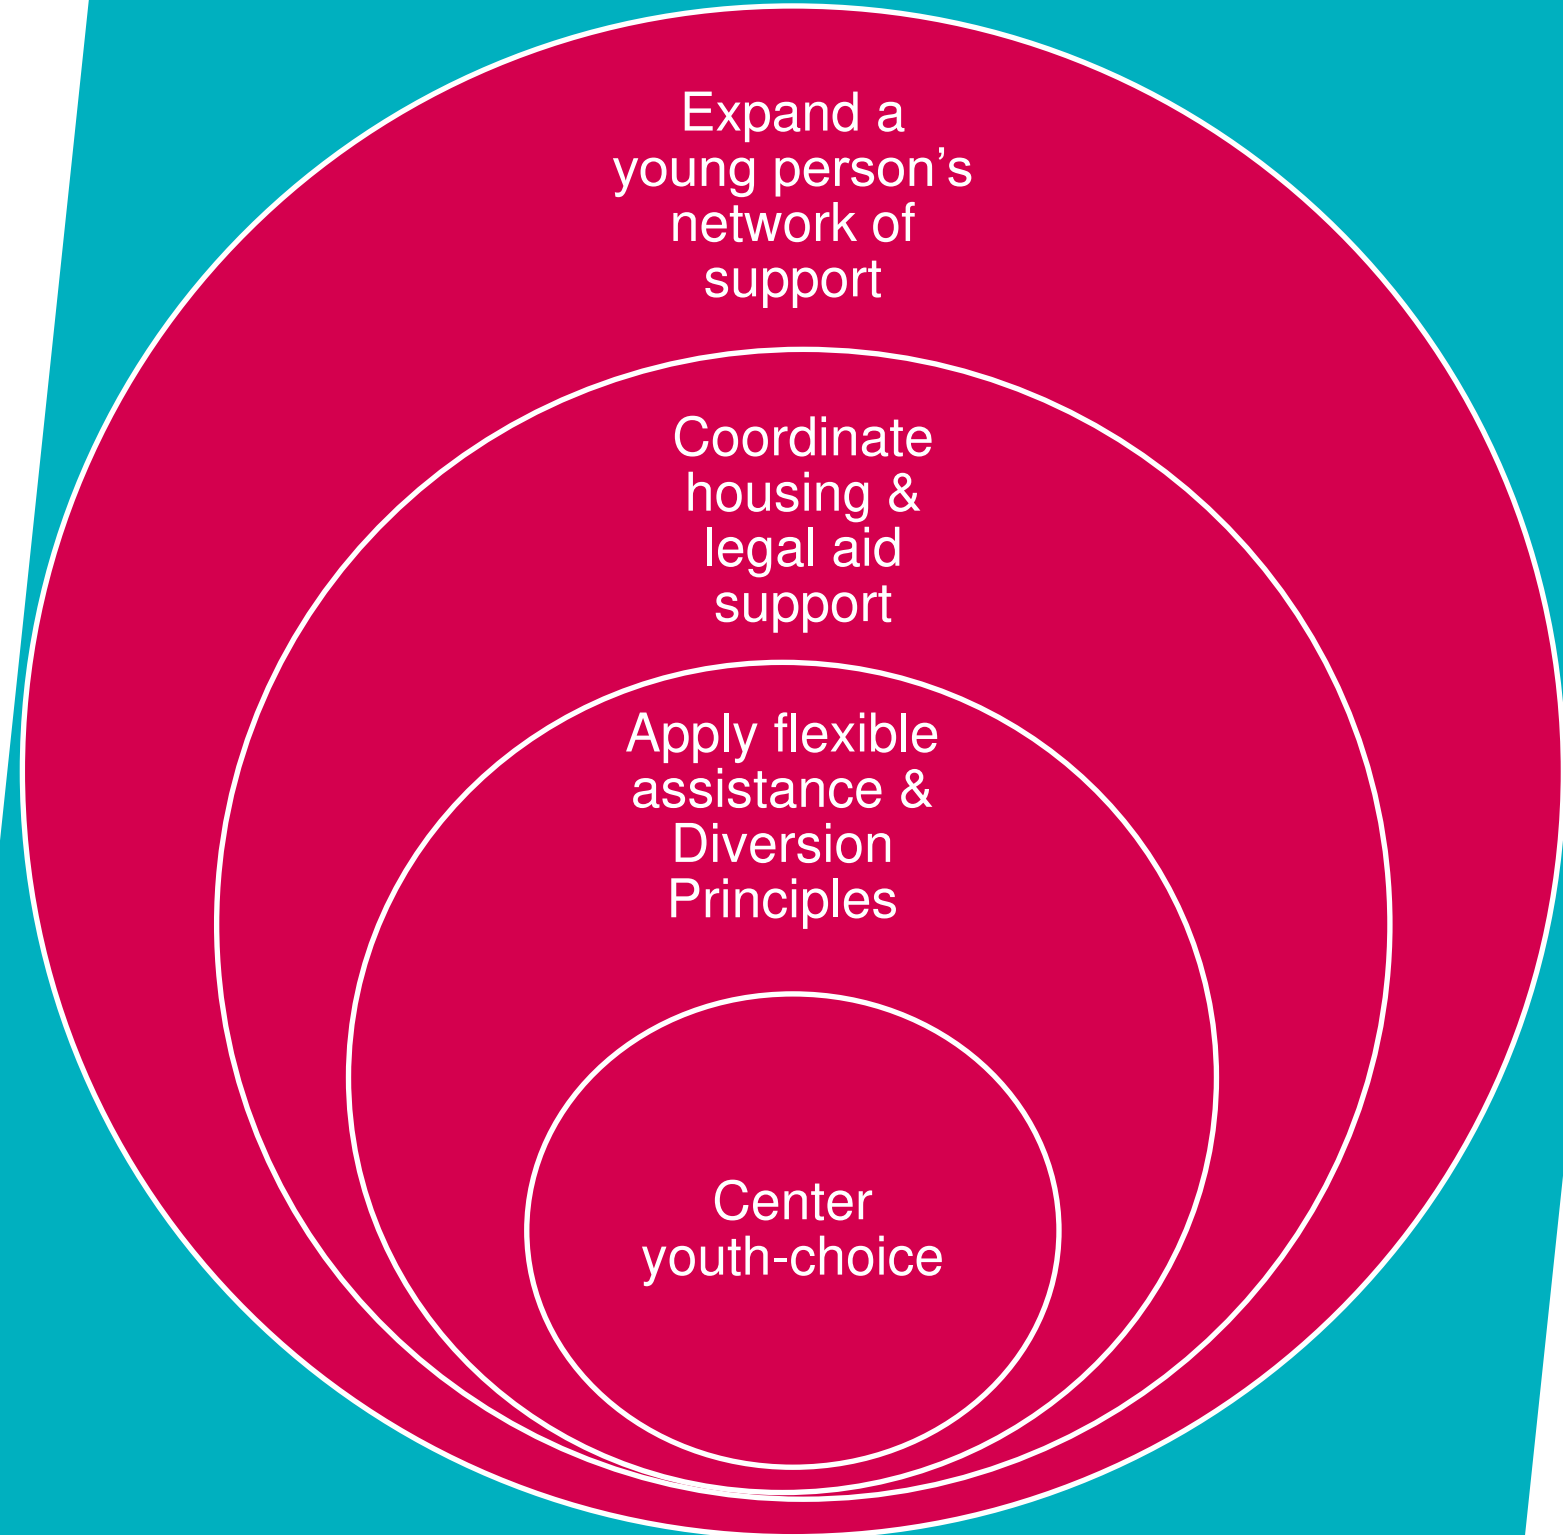 Expand a
young person’s
network of
support
Coordinate
housing &
legal aid
support
Apply flexible
assistance &
Diversion
Principles
Center
youth-choice